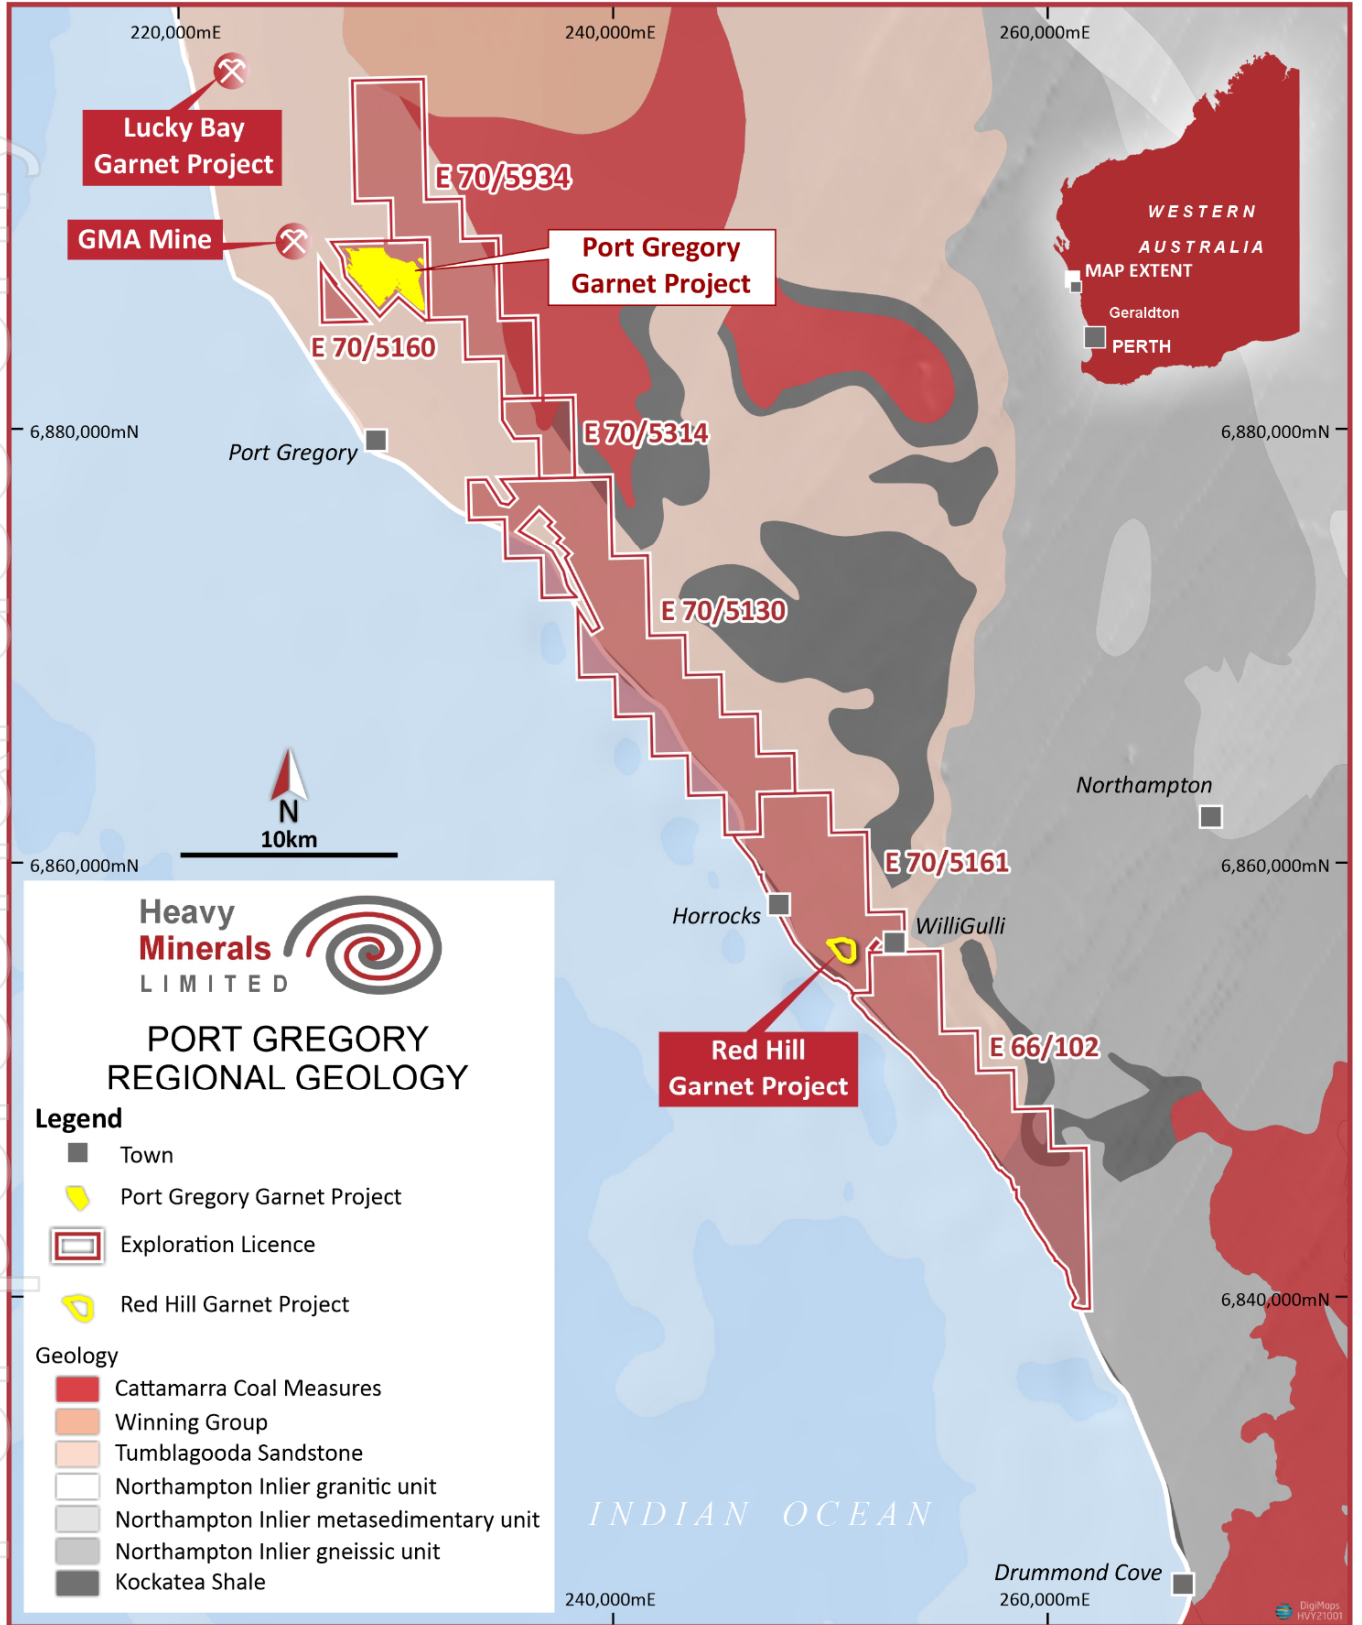 220,000mE
240,000mE
260,000mE
Lucky Bay
Garnet Project
E 70/5934
GMA Mine
Port Gregory
Garnet Project
E 70/5160
WESTERN
AUSTRALIA
MAP EXTENT
Geraldton
PERTH
6,880,000mN
6,880,000mN
Port Gregory
E 70/5314
E 70/5130
N
10km
Northampton
6,860,000mN
6,860,000mN
E 70/5161
Horrocks
WilliGulli
Red Hill
Garnet Project
E 66/102
Heavy
Minerals
LIMITED
PORT GREGORY
REGIONAL GEOLOGY
Legend
Town
Port Gregory Garnet Project
Exploration Licence
Red Hill Garnet Project
Geology
Cattamarra Coal Measures
Winning Group
Tumblagooda Sandstone
Northampton Inlier granitic unit
Northampton Inlier metasedimentary unit
Northampton Inlier gneissic unit
Kockatea Shale
6,840,000mN
INDIAN OCEAN
Drummond Cove
240,000mE
260,000mE
DigiMaps
HVY21001